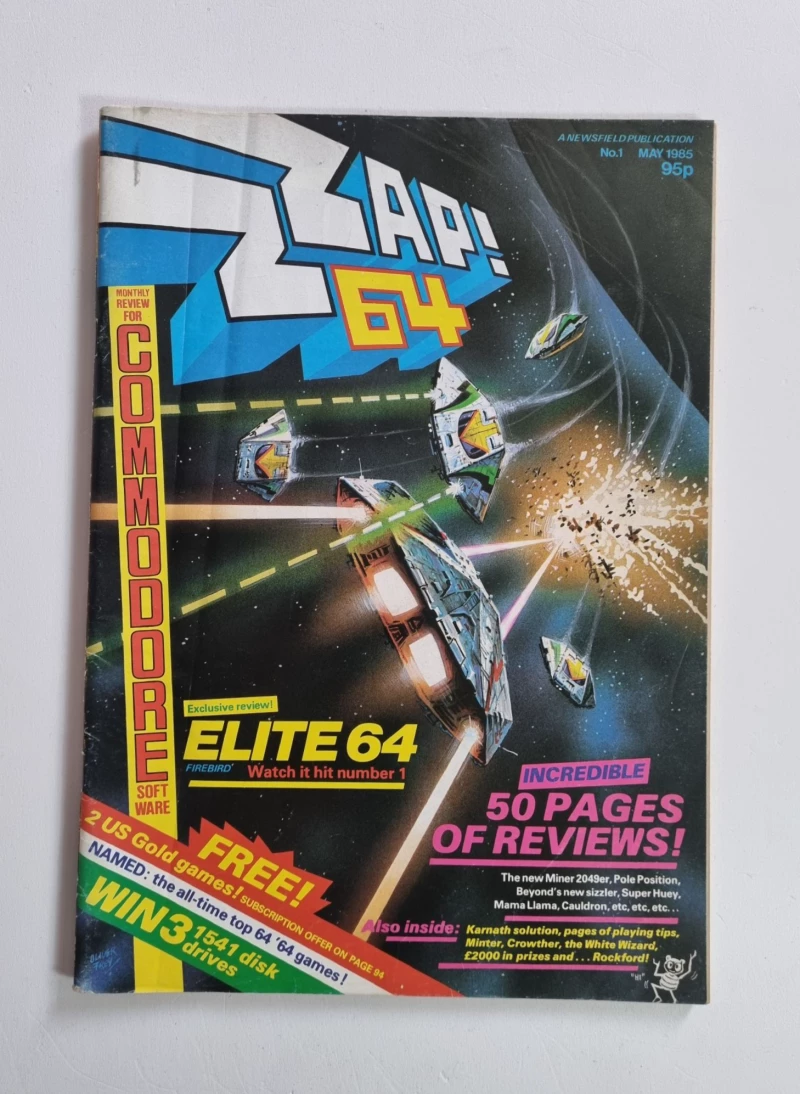 A NEWSFIELD PUBLICATION
No.1 MAY 1985
95p
ZZAP!
64
MONTHLY
REVIEW
FOR
COMMODORE
SOFT
WARE
Exclusive review!
ELITE 64
FIREBIRD
Watch it hit number 1
INCREDIBLE
50 PAGES
OF REVIEWS!
The new Miner 2049er, Pole Position,
Beyond's new sizzler, Super Huey,
Mama Llama, Cauldron, etc, etc, etc...
Also inside:
Karnath solution, pages of playing tips,
Minter, Crowther, the White Wizard,
£2000 in prizes and... Rockford!
"HI"
FREE!
2 US Gold games!
SUBSCRIPTION OFFER ON PAGE 94
NAMED: the all-time top 64 '64 games!
WIN 3 1541 disk
drives